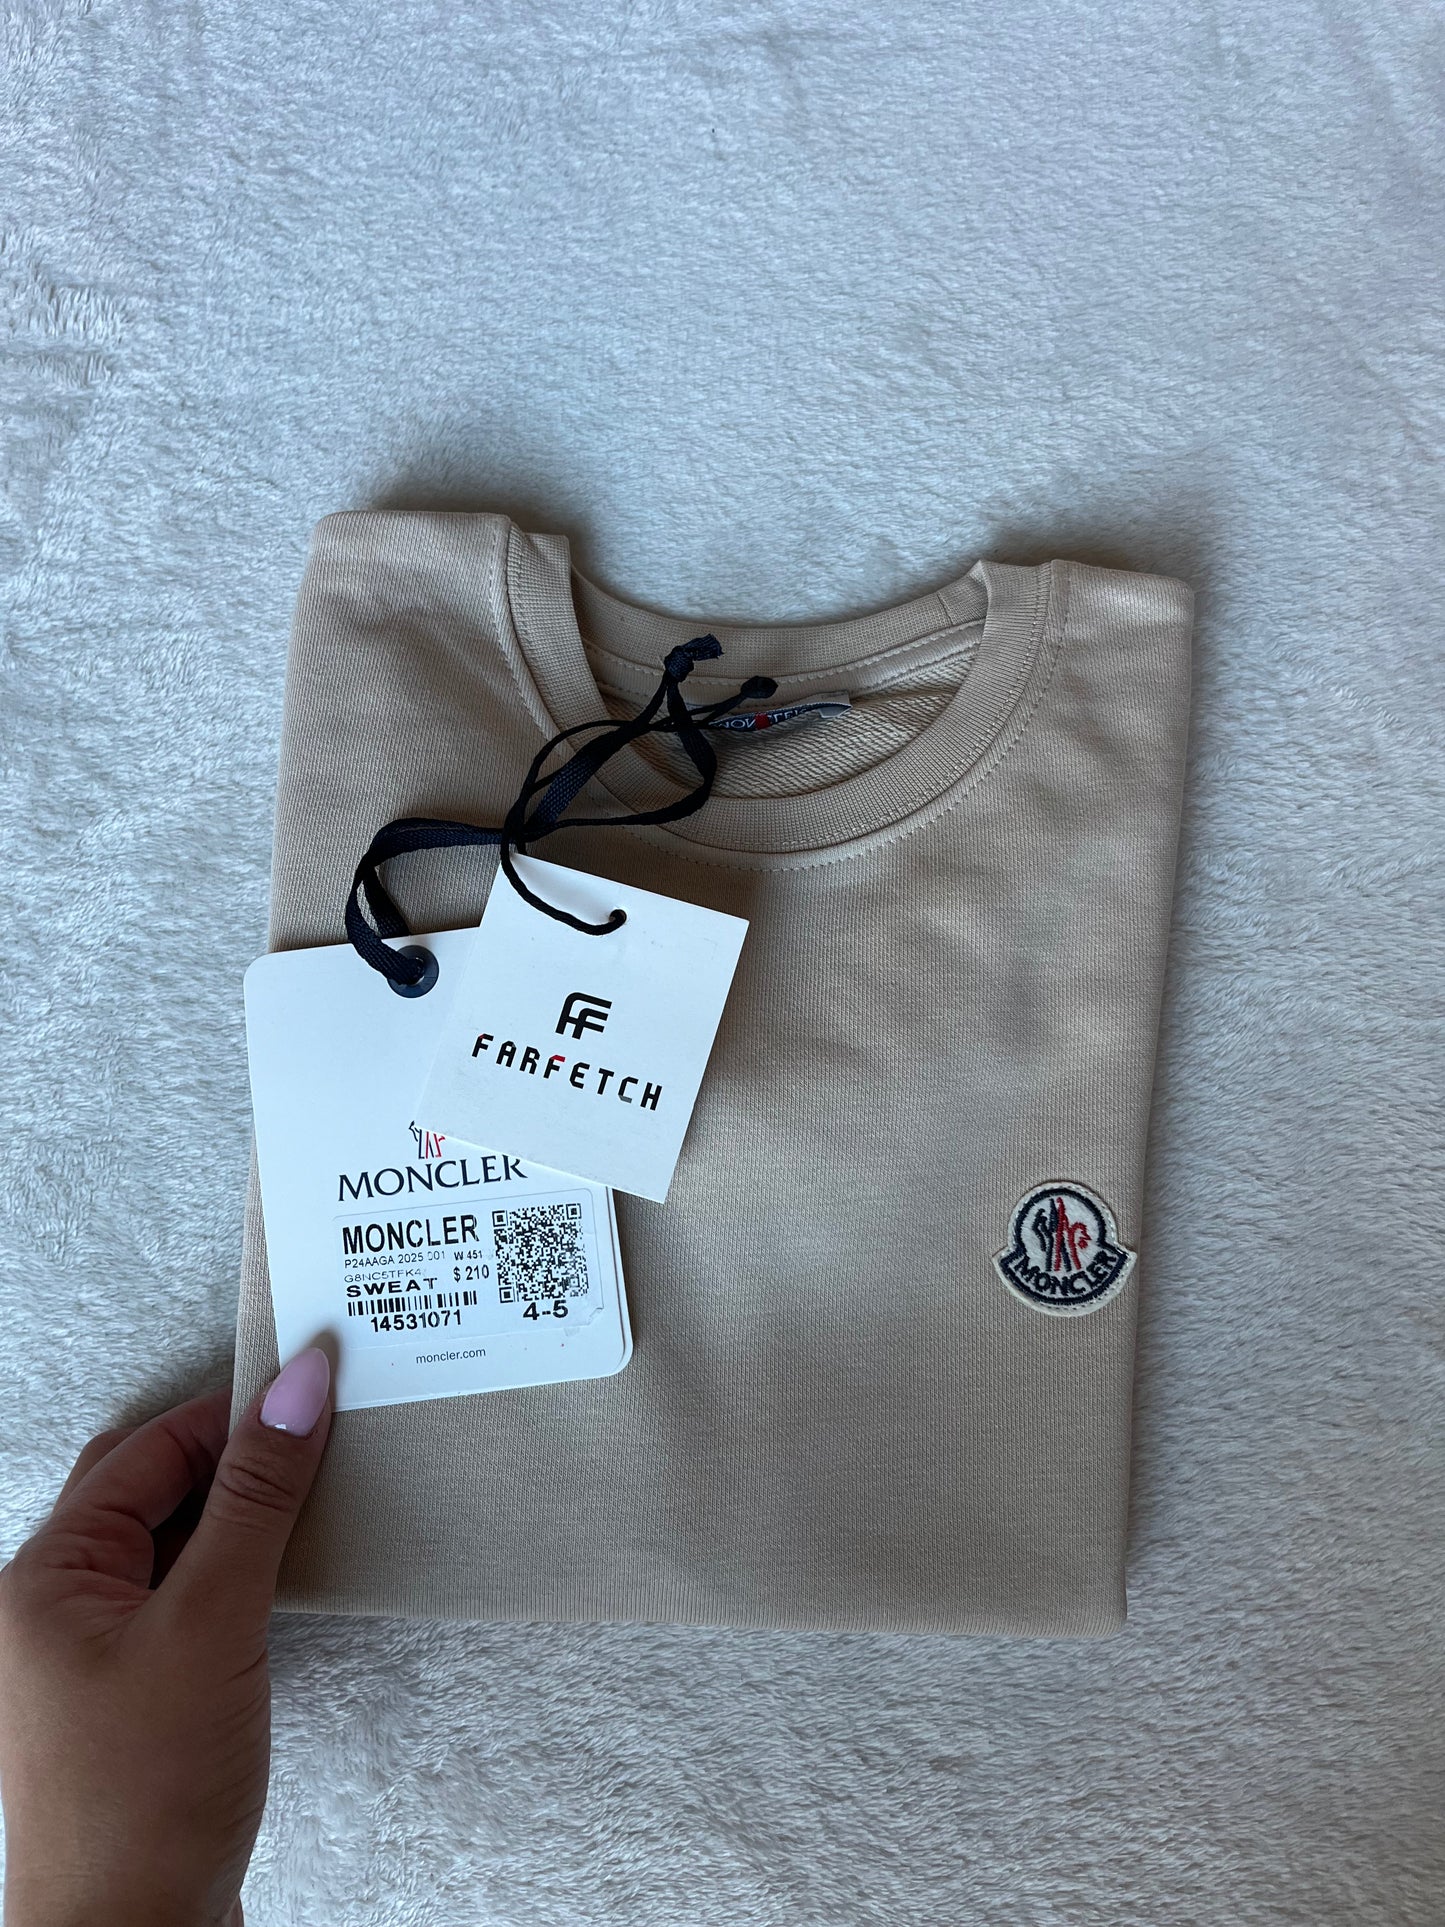 FARFETCH
MONCLER
MONCLER
P24AAGA 2025 001 W 451
SWEAT $ 210
14531071
4-5
moncler.com
MONCLER